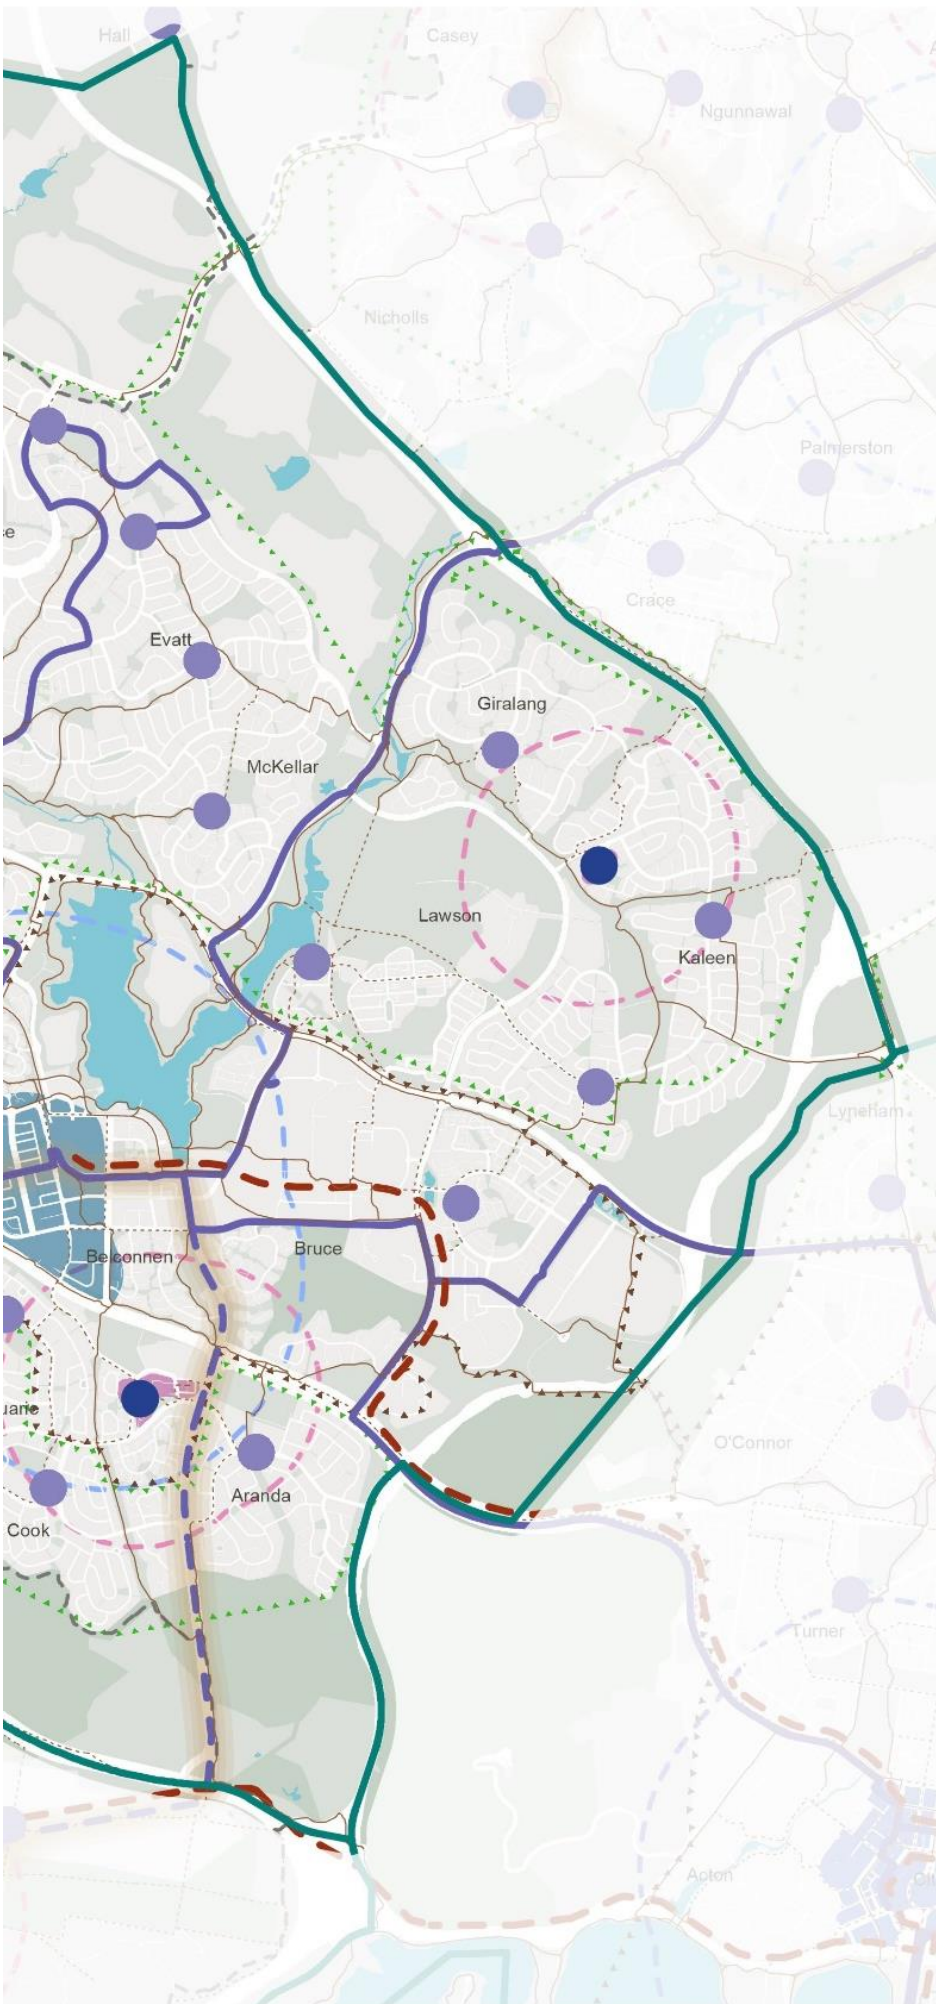 Hall
Casey
Ngunnawal
Nicholls
Palmerston
Crace
Evatt
Giralang
McKellar
Lawson
Kaleen
Lyneham
Bruce
Belconnen
O'Connor
Aranda
Cook
Turner
Acton